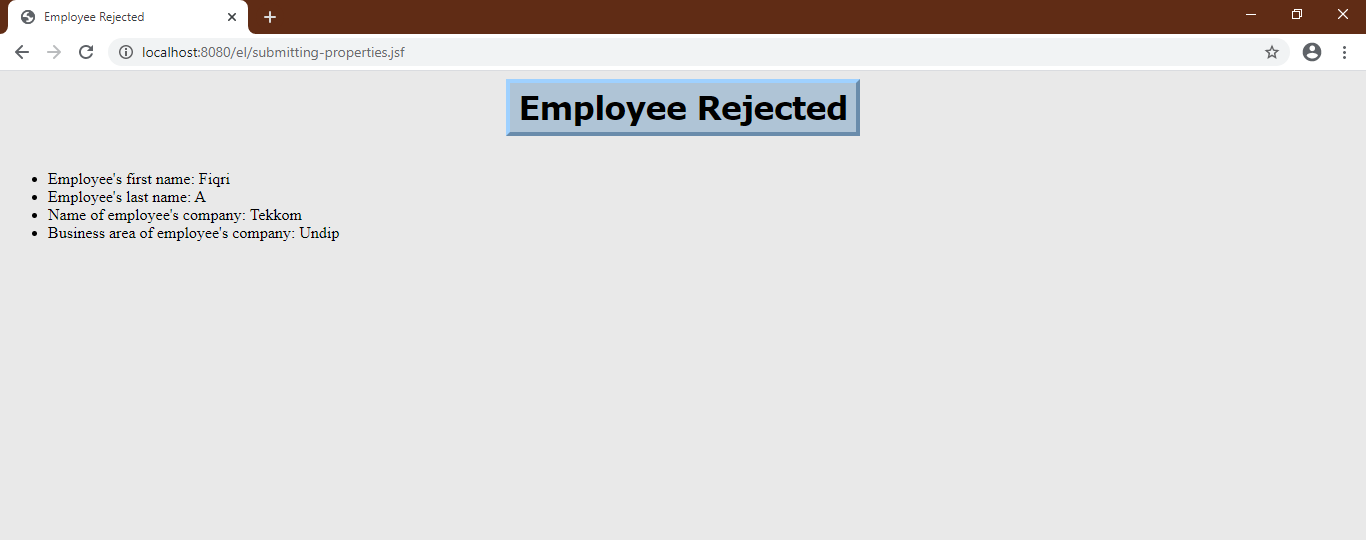 Employee Rejected
localhost:8080/el/submitting-properties.jsf
Employee Rejected
Employee's first name: Fiqri
Employee's last name: A
Name of employee's company: Tekkom
Business area of employee's company: Undip